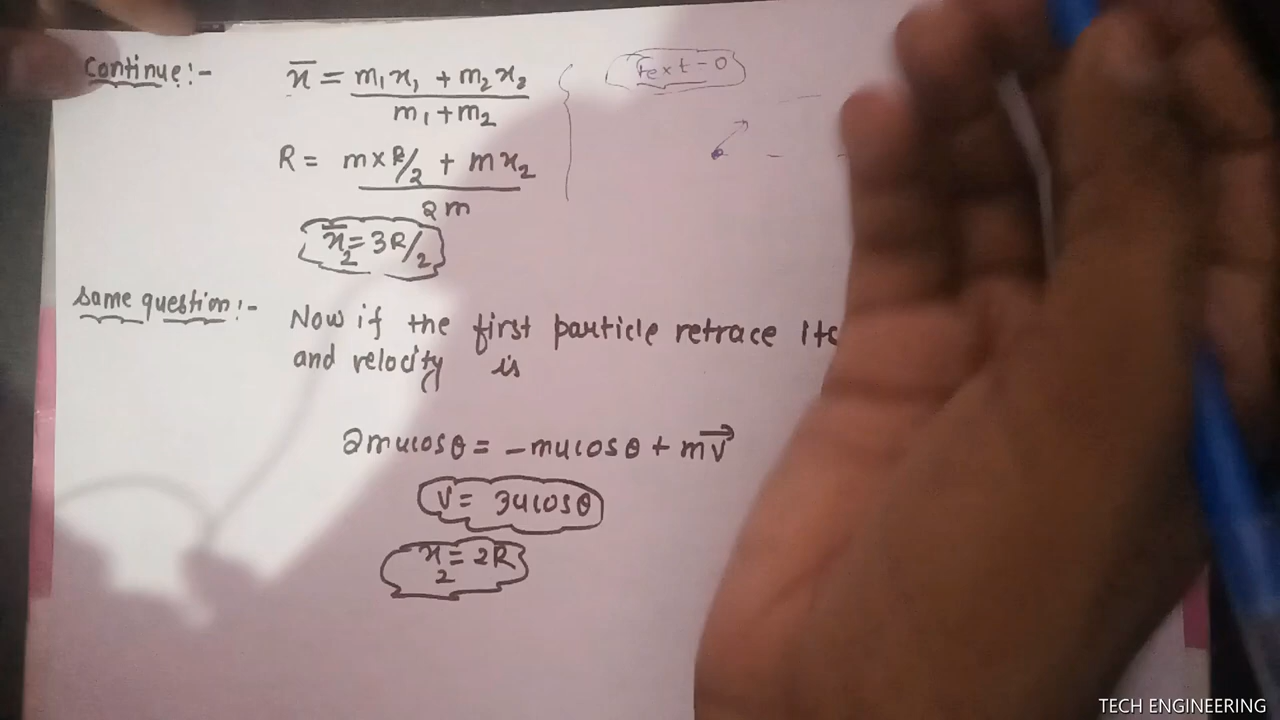 Continue:-
x̄ = m₁x₁ + m₂x₂ / m₁ + m₂
Fext = 0
R = m×R/2 + mx₂ / 2m
x̄₂ = 3R/2
Same question:-
Now if the first particle retrace its
and velocity is
2mucosθ = -mucosθ + mv⃗
v = 3ucosθ
x₂ = 2R
TECH ENGINEERING